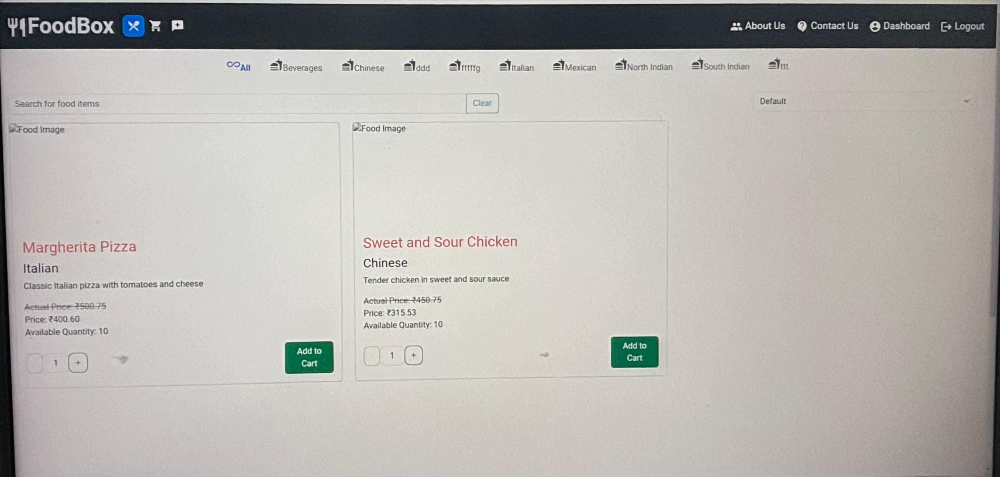 FoodBox
About Us Contact Us Dashboard Logout
All Beverages Chinese ddd fffffg Italian Mexican North Indian South Indian ttt
Search for food items Clear Default
Food Image
Margherita Pizza
Italian
Classic Italian pizza with tomatoes and cheese
Actual Price: ₹500.75
Price: ₹400.60
Available Quantity: 10
1 +
Add to
Cart
Food Image
Sweet and Sour Chicken
Chinese
Tender chicken in sweet and sour sauce
Actual Price: ₹450.75
Price: ₹315.53
Available Quantity: 10
- 1 +
Add to
Cart